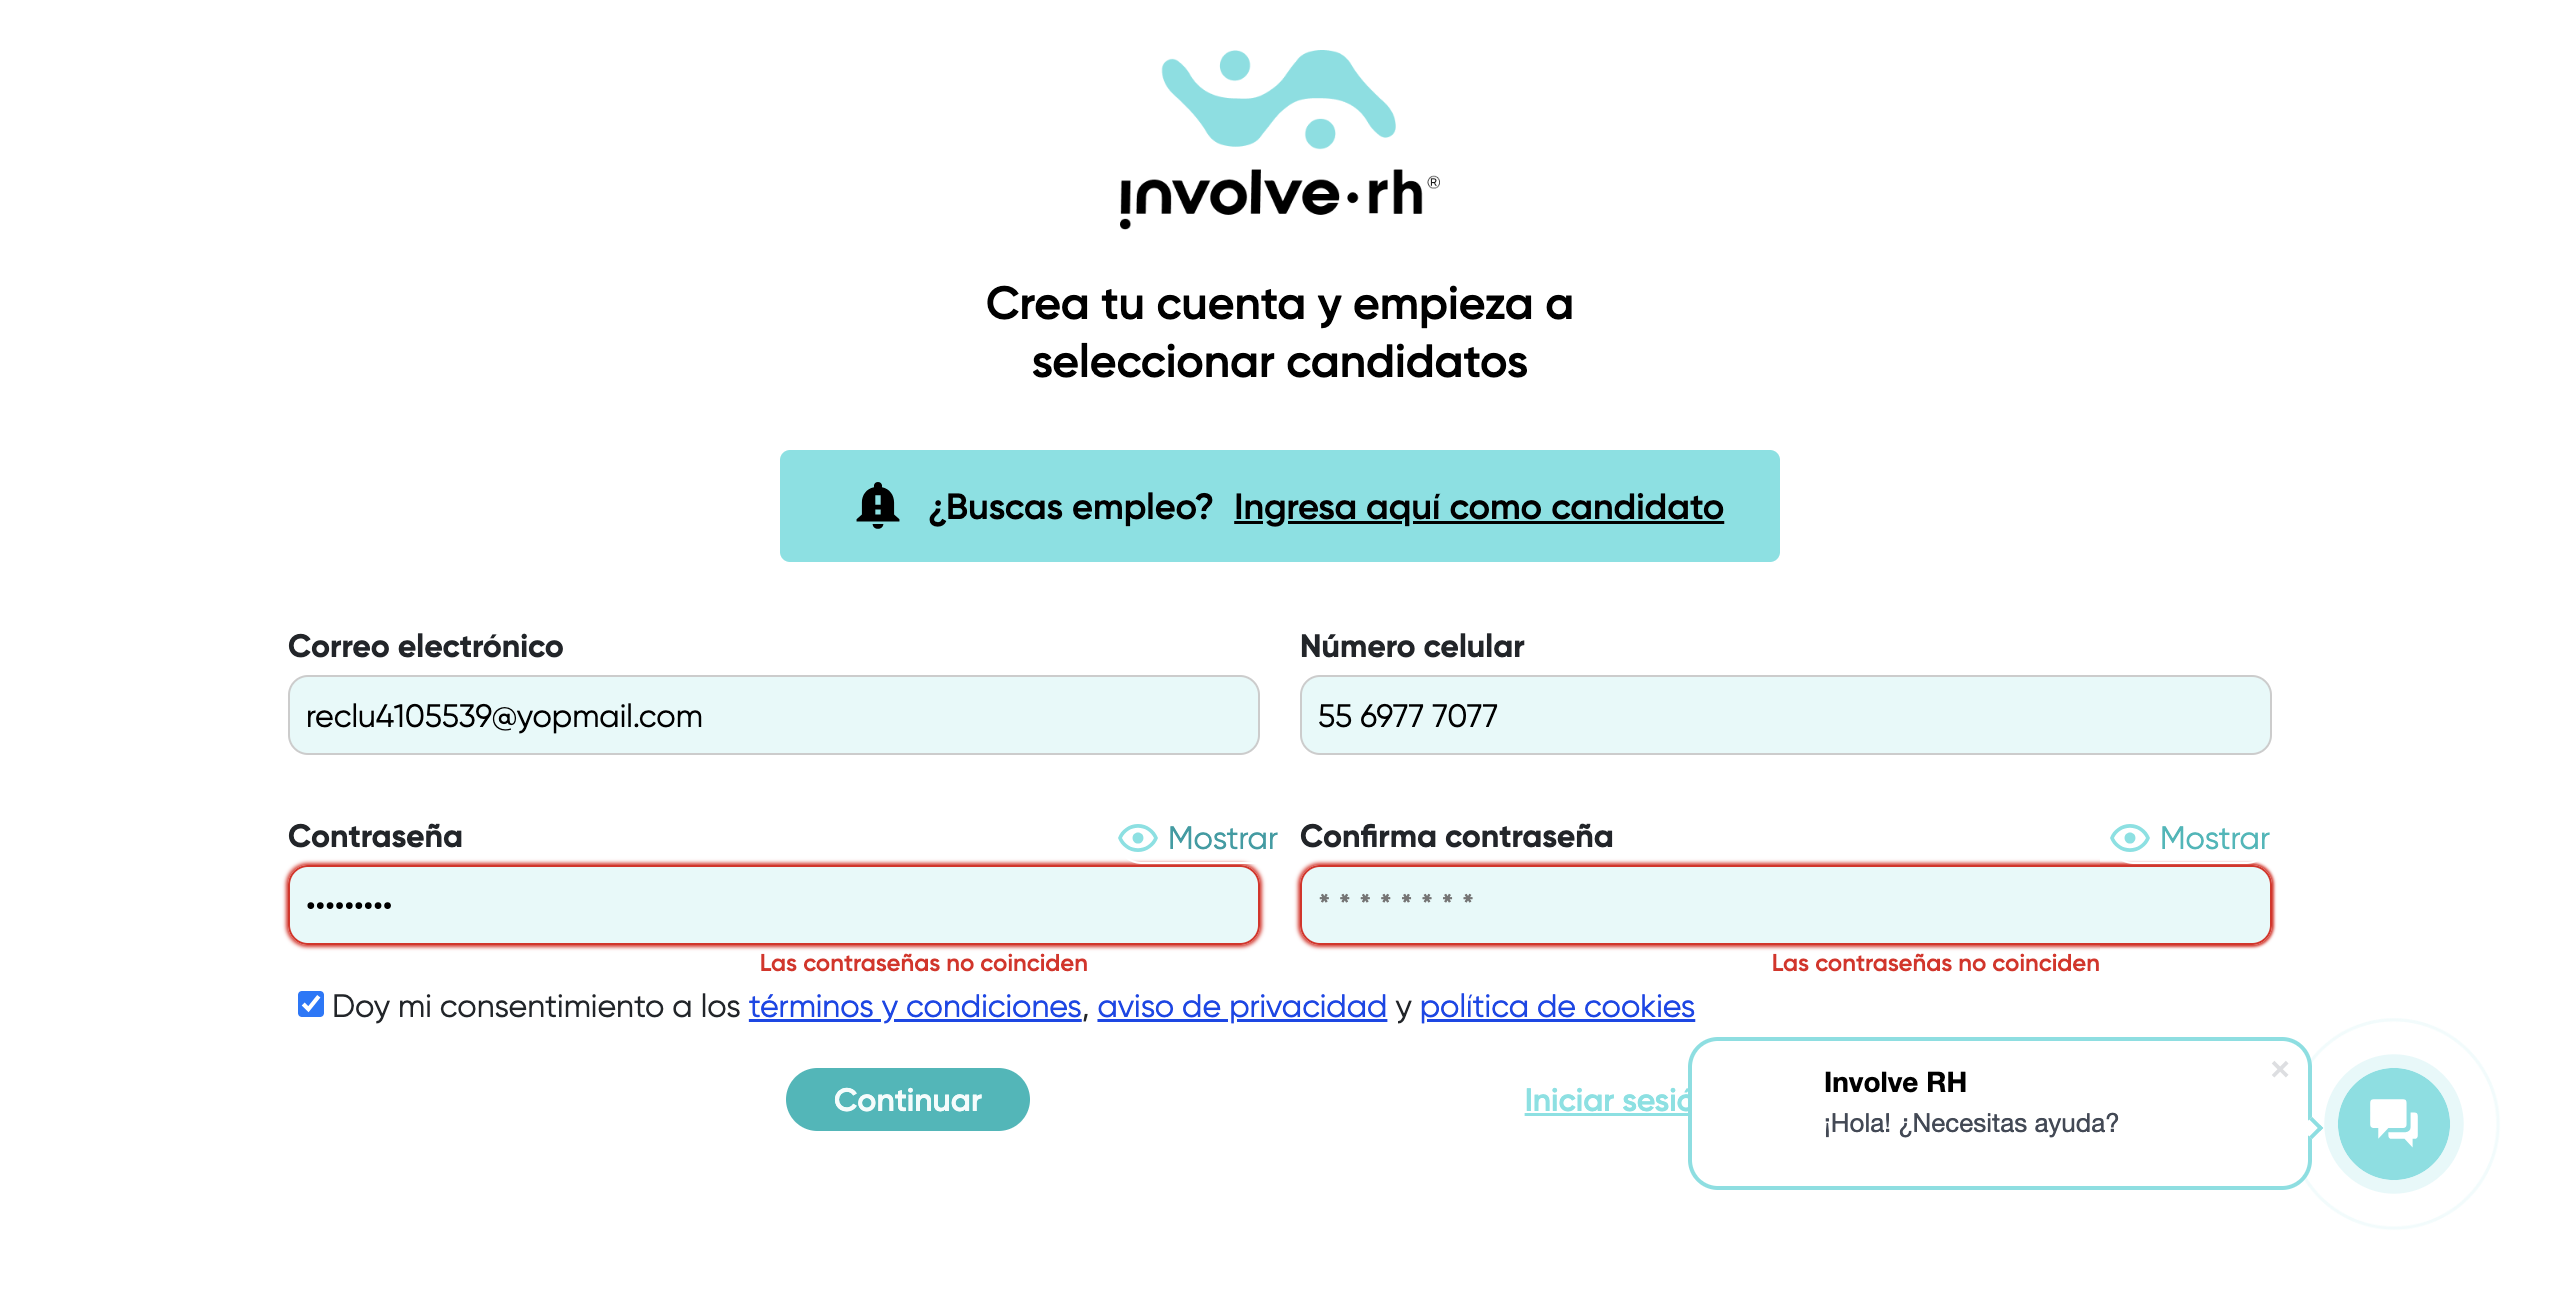 involve·rh®
Crea tu cuenta y empieza a
seleccionar candidatos
¿Buscas empleo? Ingresa aquí como candidato
Correo electrónico
reclu4105539@yopmail.com
Número celular
55 6977 7077
Contraseña
Mostrar
•••••••••
Las contraseñas no coinciden
Confirma contraseña
Mostrar
* * * * * * * *
Las contraseñas no coinciden
Doy mi consentimiento a los términos y condiciones, aviso de privacidad y política de cookies
Continuar
Iniciar
Involve RH
×
¡Hola! ¿Necesitas ayuda?